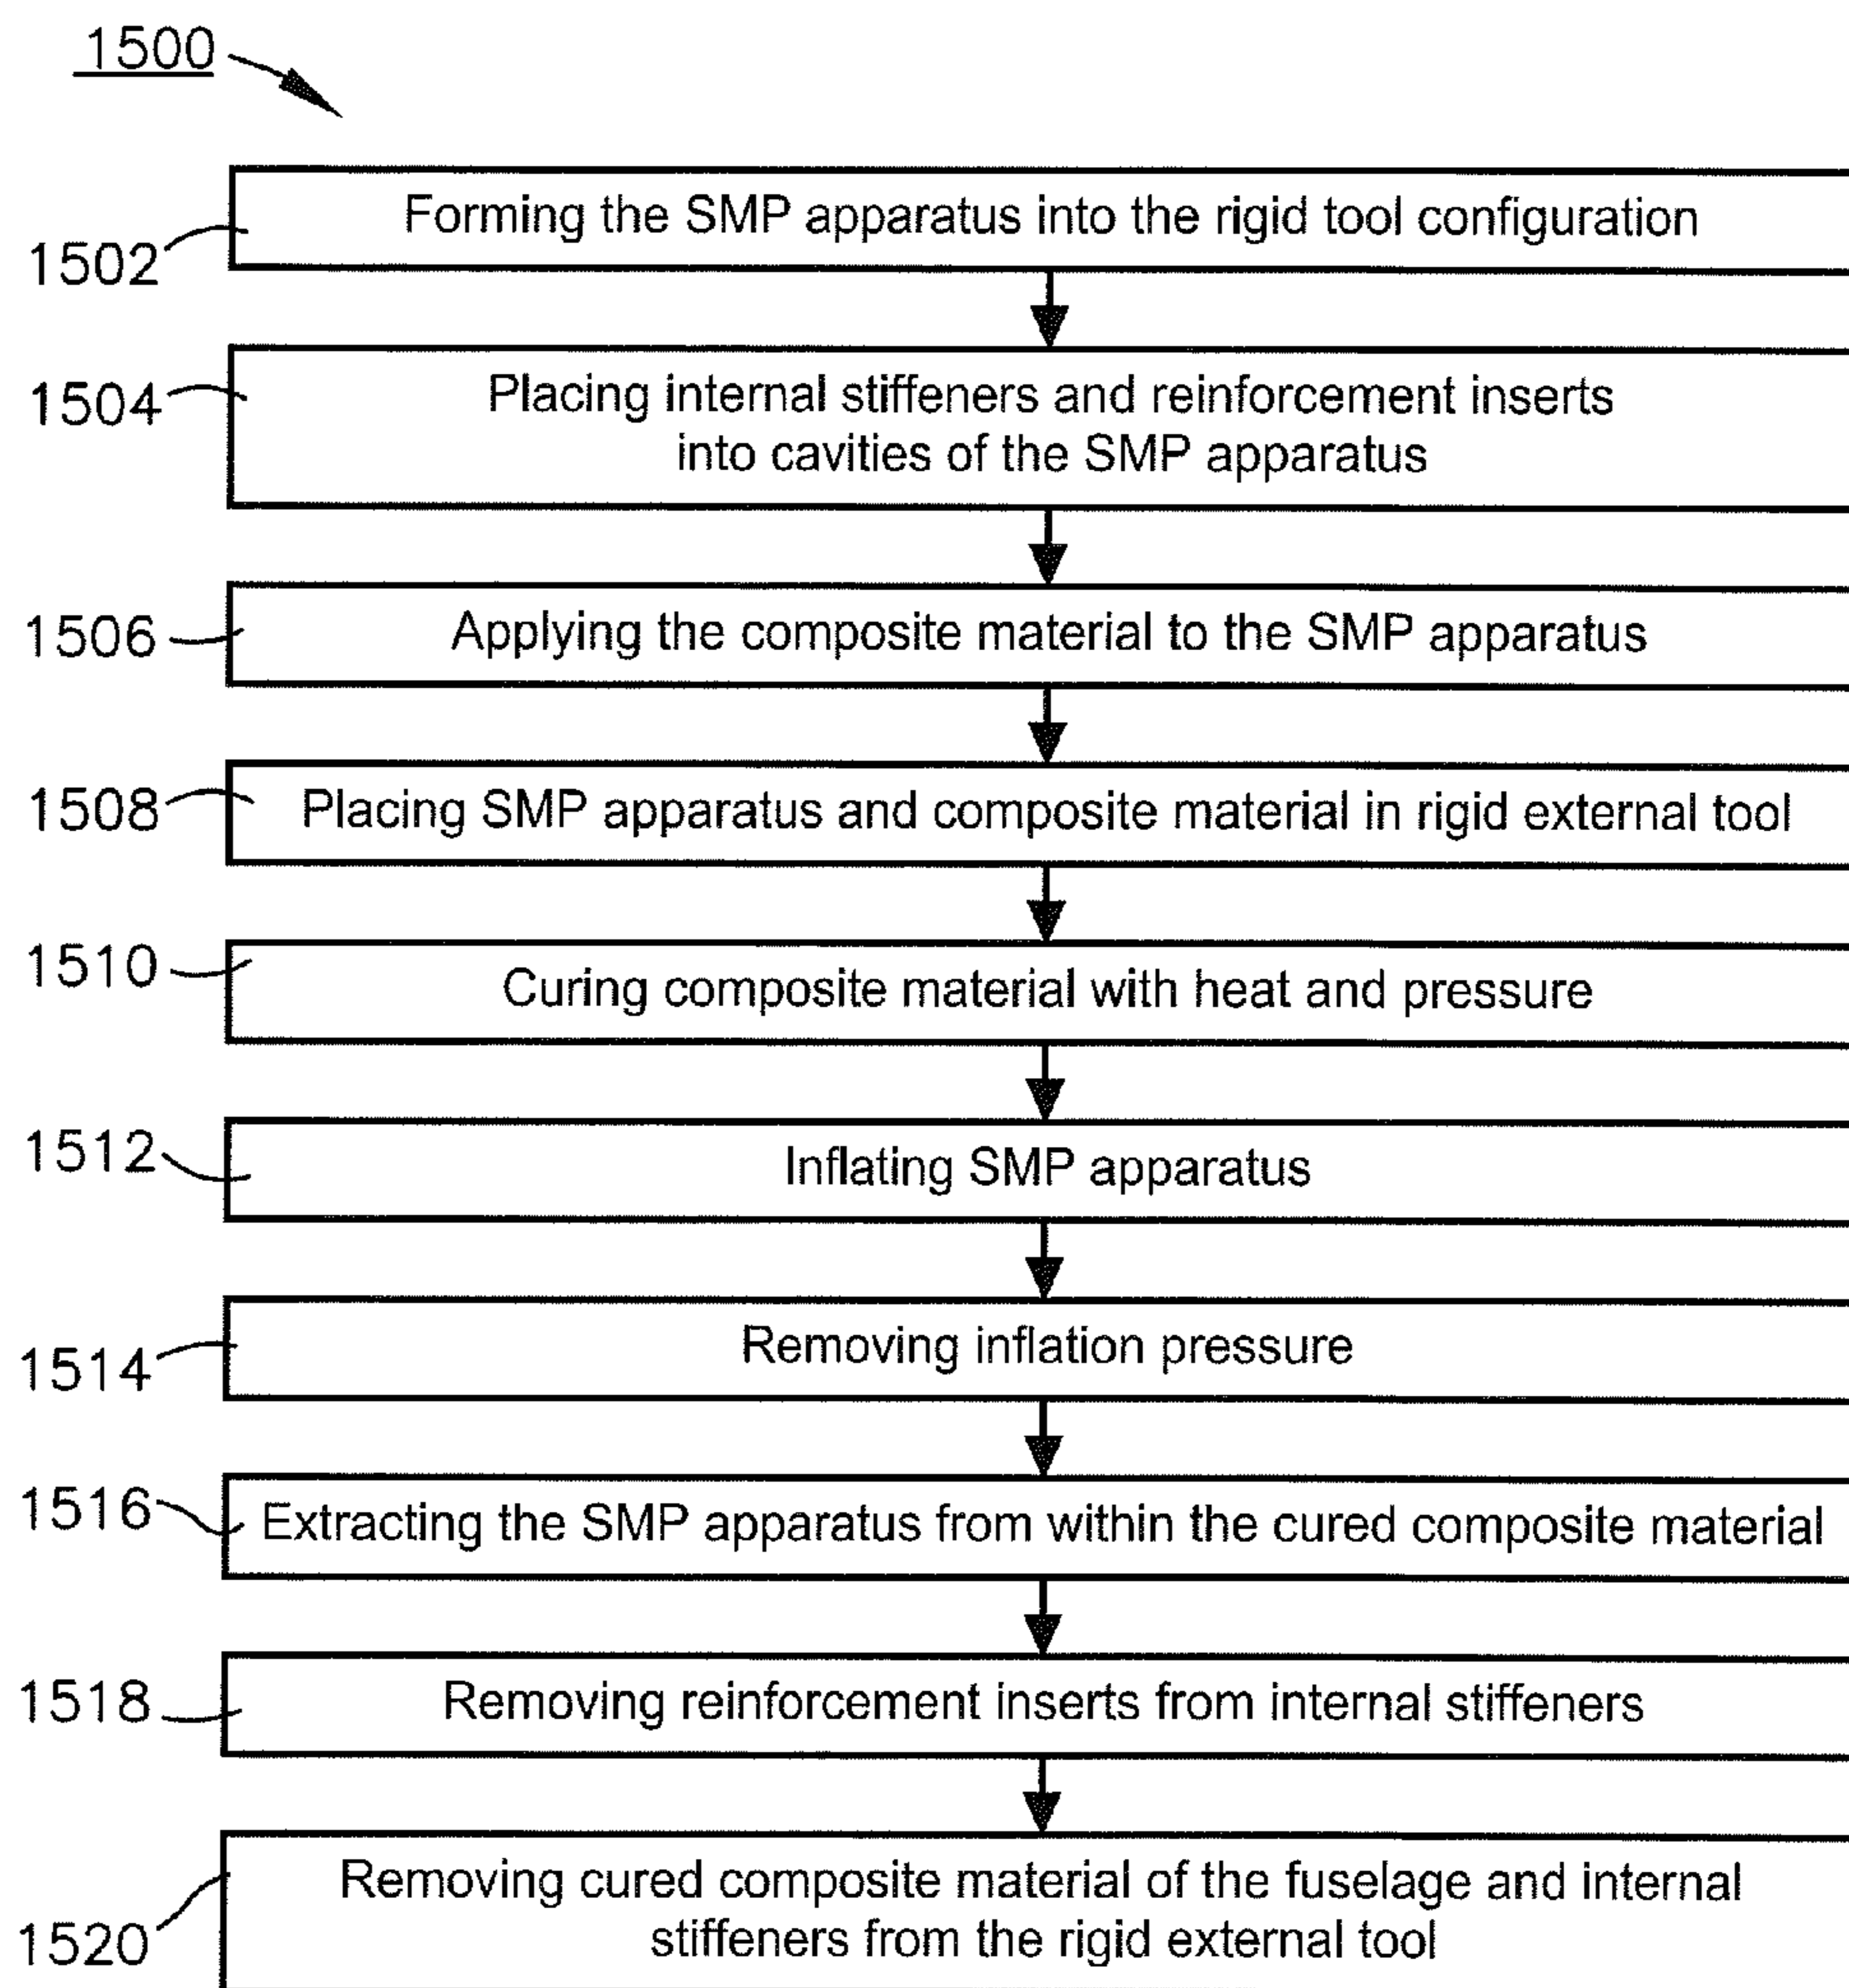 1500
Forming the SMP apparatus into the rigid tool configuration
1502
Placing internal stiffeners and reinforcement inserts
into cavities of the SMP apparatus
1504
Applying the composite material to the SMP apparatus
1506
Placing SMP apparatus and composite material in rigid external tool
1508
Curing composite material with heat and pressure
1510
Inflating SMP apparatus
1512
Removing inflation pressure
1514
Extracting the SMP apparatus from within the cured composite material
1516
Removing reinforcement inserts from internal stiffeners
1518
Removing cured composite material of the fuselage and internal
stiffeners from the rigid external tool
1520